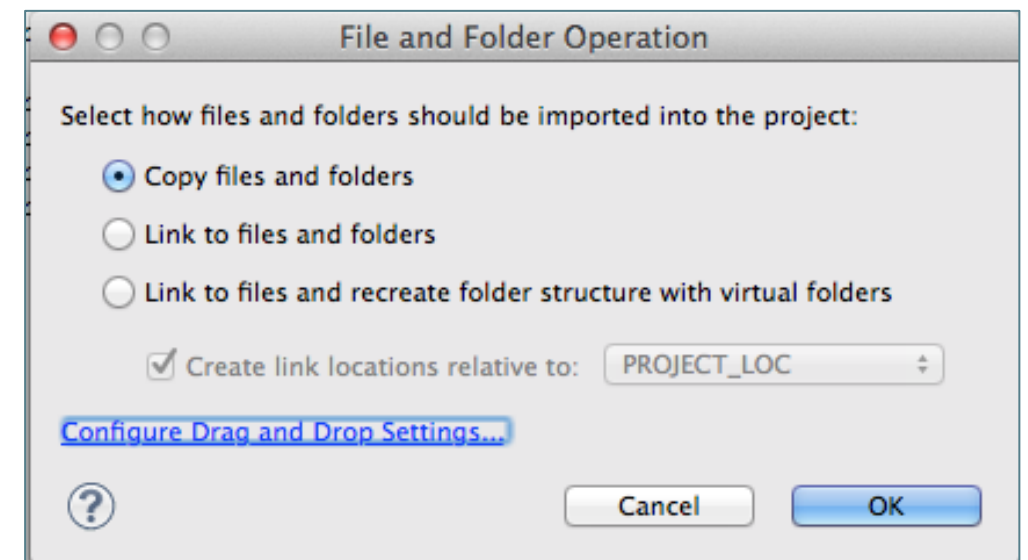 File and Folder Operation
Select how files and folders should be imported into the project:
Copy files and folders
Link to files and folders
Link to files and recreate folder structure with virtual folders
Create link locations relative to: PROJECT_LOC
Configure Drag and Drop Settings...
? Cancel OK